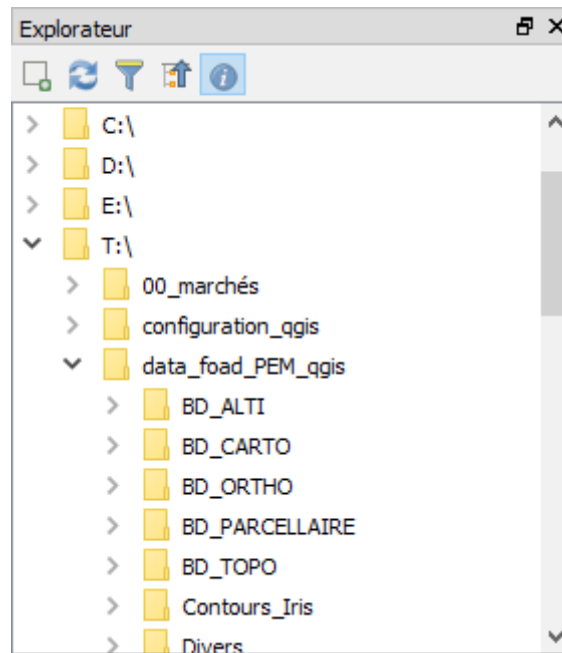 Explorateur
C:\
D:\
E:\
T:\
00_marchés
configuration_qgis
data_foad_PEM_qgis
BD_ALTI
BD_CARTO
BD_ORTHO
BD_PARCELLAIRE
BD_TOPO
Contours_Iris
Divers